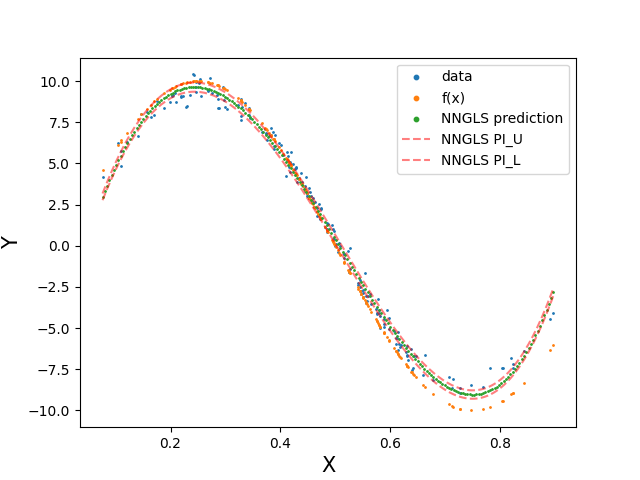 data
f(x)
NNGLS prediction
NNGLS PI_U
NNGLS PI_L
10.0
7.5
5.0
2.5
0.0
−2.5
−5.0
−7.5
−10.0
Y
0.2
0.4
0.6
0.8
X